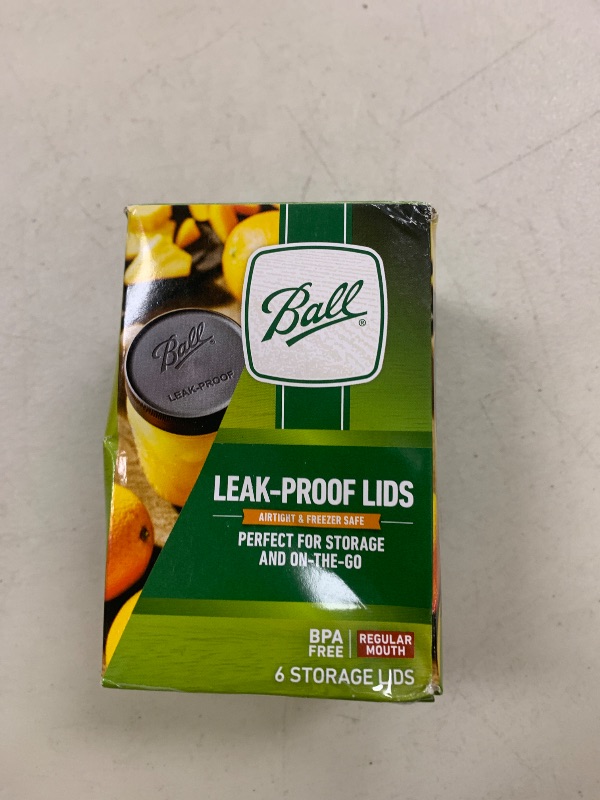 Ball®
Ball®
LEAK-PROOF
LEAK-PROOF LIDS
AIRTIGHT & FREEZER SAFE
PERFECT FOR STORAGE
AND ON-THE-GO
BPA
FREE
REGULAR
MOUTH
6 STORAGE LIDS